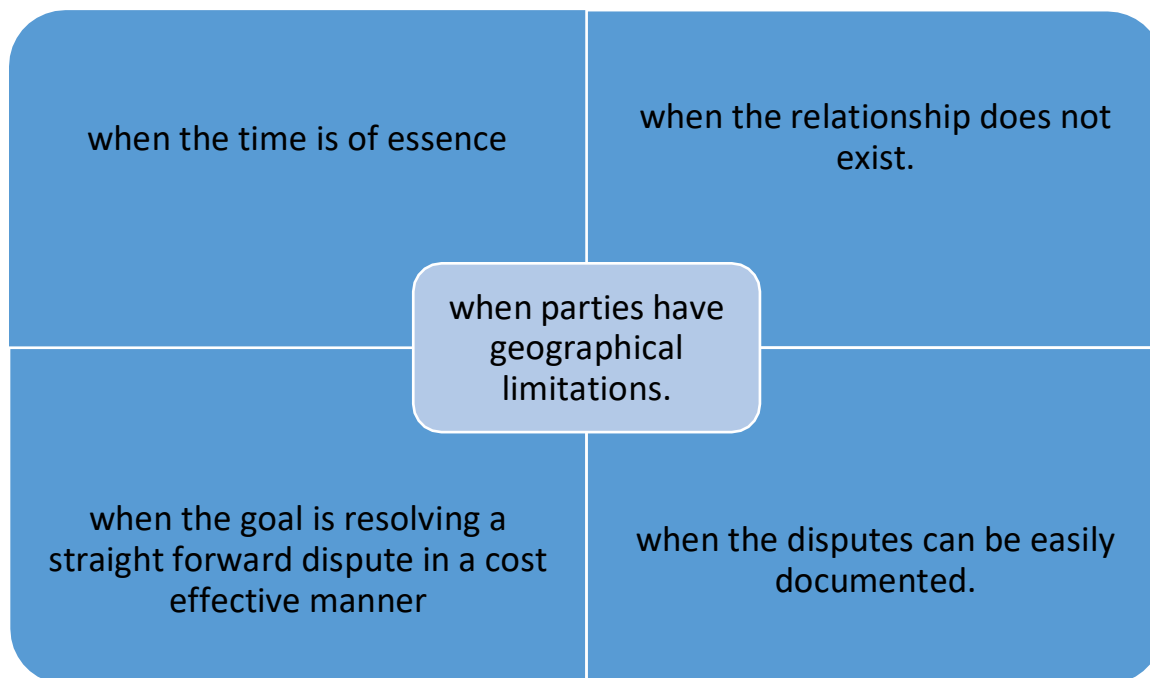 when the time is of essence
when the relationship does not
exist.
when parties have
geographical
limitations.
when the goal is resolving a
straight forward dispute in a cost
effective manner
when the disputes can be easily
documented.